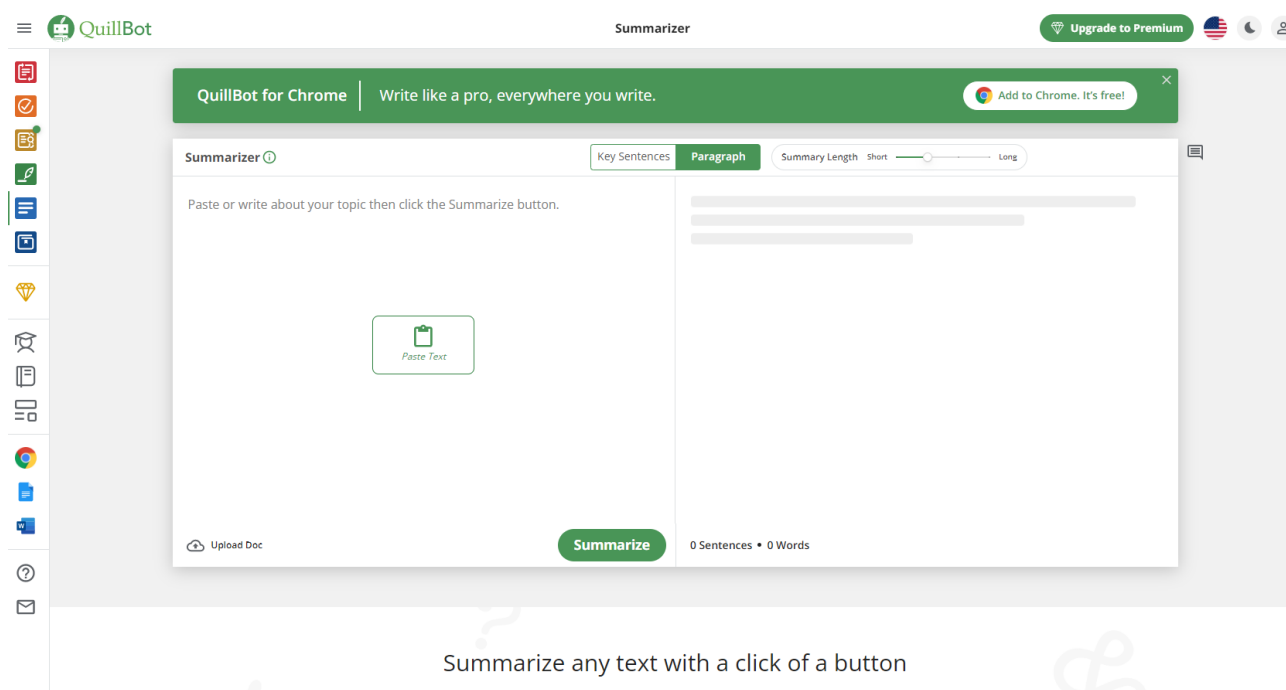 QuillBot
Summarizer
Upgrade to Premium
QuillBot for Chrome
Write like a pro, everywhere you write.
Add to Chrome. It's free!
Summarizer
Key Sentences
Paragraph
Summary Length
Short
Long
Paste or write about your topic then click the Summarize button.
Paste Text
Upload Doc
Summarize
0 Sentences • 0 Words
Summarize any text with a click of a button